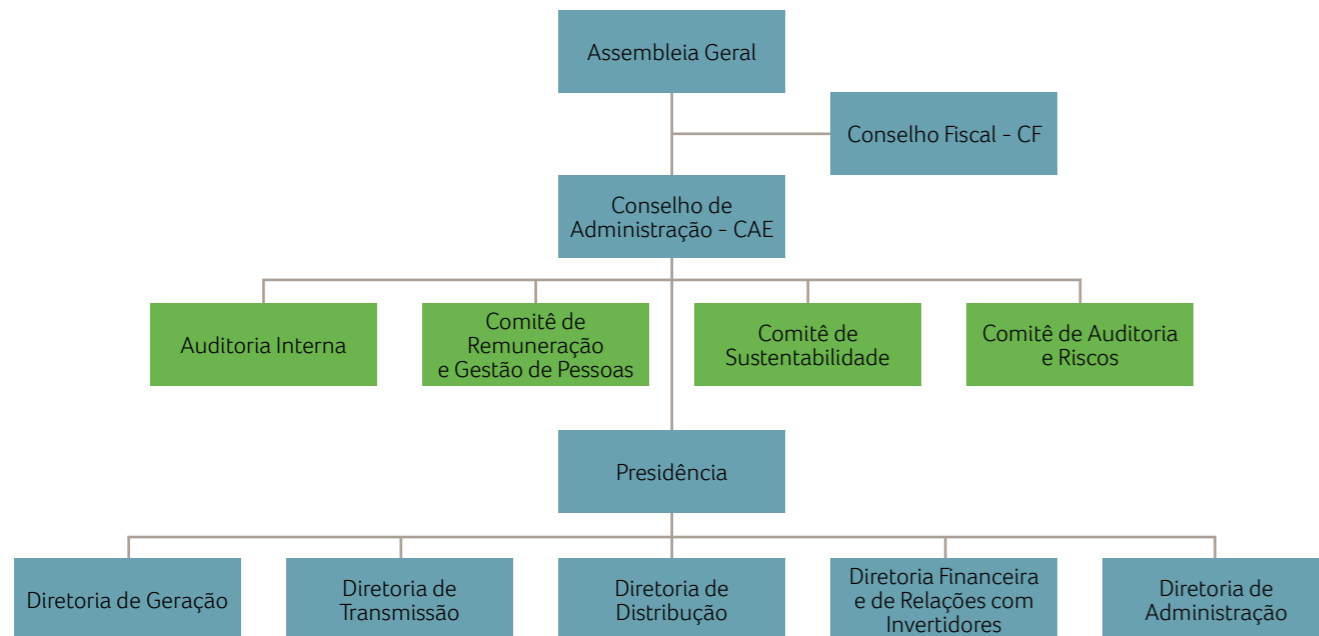 Assembleia Geral
Conselho Fiscal - CF
Conselho de
Administração - CAE
Auditoria Interna
Comitê de
Remuneração
e Gestão de Pessoas
Comitê de
Sustentabilidade
Comitê de Auditoria
e Riscos
Presidência
Diretoria de Geração
Diretoria de
Transmissão
Diretoria de
Distribução
Diretoria Financeira
e de Relações com
Invertidores
Diretoria de
Administração